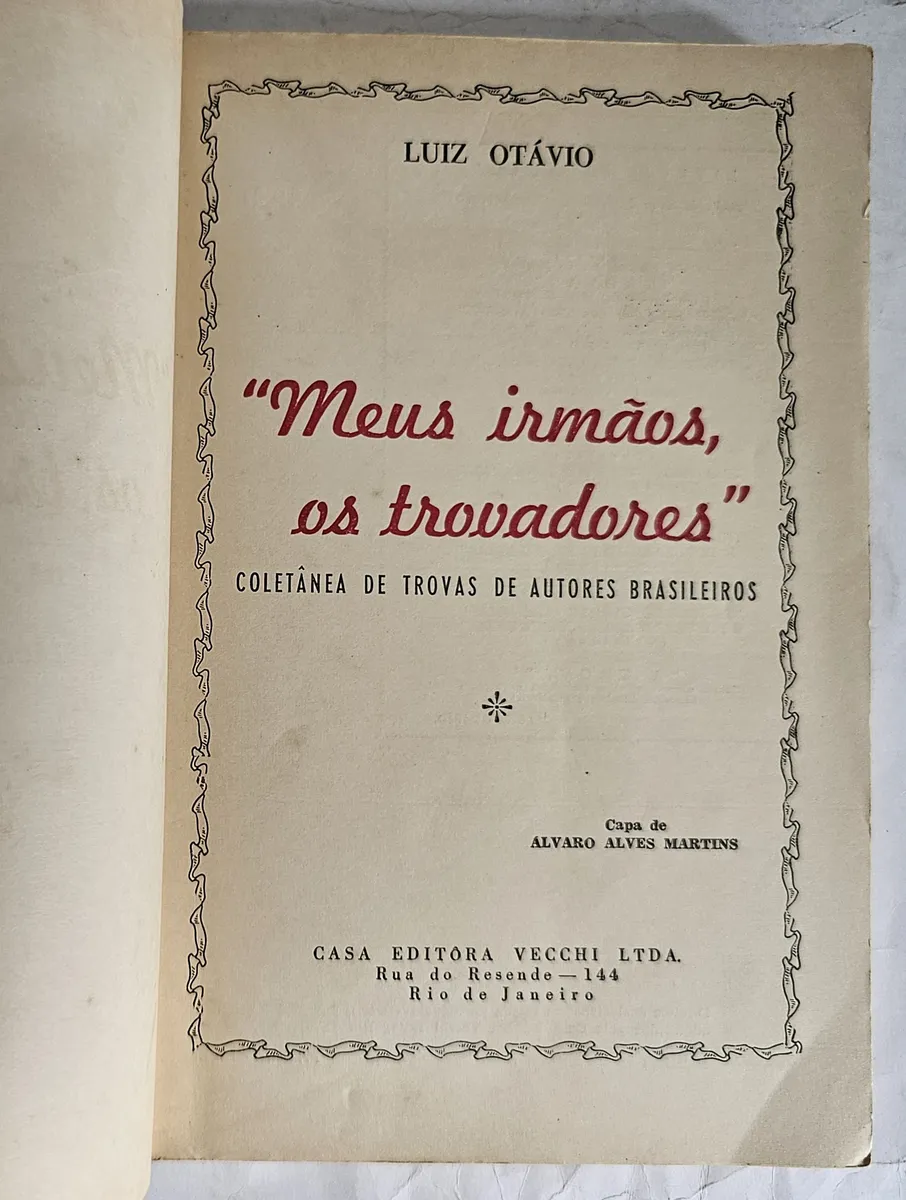 LUIZ OTÁVIO
“Meus irmãos,
os trovadores”
COLETÂNEA DE TROVAS DE AUTORES BRASILEIROS
Capa de
ÁLVARO ALVES MARTINS
CASA EDITÔRA VECCHI LTDA.
Rua do Resende — 144
Rio de Janeiro